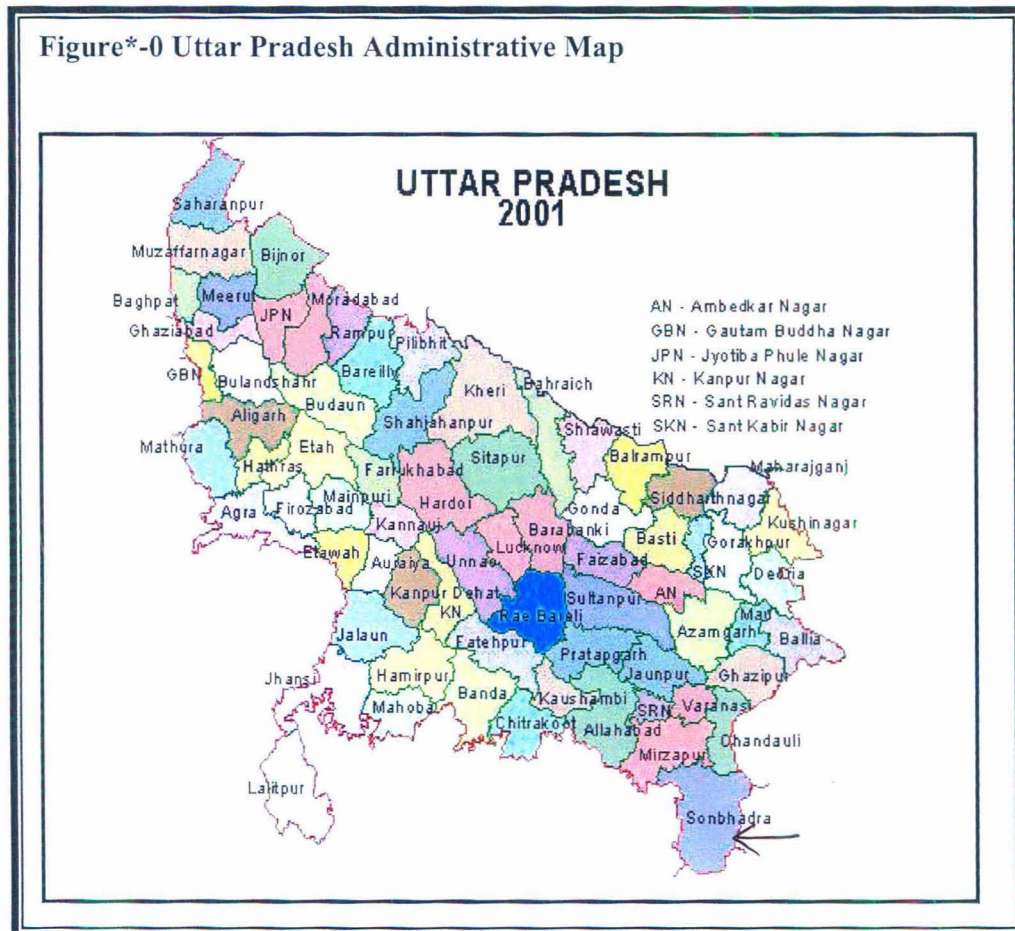 Figure*-0 Uttar Pradesh Administrative Map
UTTAR PRADESH
2001
Saharanpur
Muzaffarnagar
Bijnor
Baghpat
Meerut
Moradabad
Ghaziabad
JPN
Rampur
Pilibhit
GBN
Bulandshahr
Bareilly
Kheri
Bahraich
Budaun
Aligarh
Shahjahanpur
Shrawasti
Mathura
Etah
Balrampur
Maharajganj
Hathras
Farrukhabad
Sitapur
Siddharthnagar
Agra
Firozabad
Mainpuri
Hardoi
Gonda
Kushinagar
Kannauj
Barabanki
Basti
Gorakhpur
Etawah
Auraiya
Unnao
Lucknow
Faizabad
SKN
Deoria
Kanpur Dehat
Sultanpur
AN
KN
Rae Bareli
Mau
Jalaun
Fatehpur
Azamgarh
Ballia
Pratapgarh
Jhansi
Hamirpur
Jaunpur
Ghazipur
Banda
Kaushambi
Mahoba
Chitrakoot
SRN
Varanasi
Allahabad
Chandauli
Mirzapur
Lalitpur
Sonbhadra
AN - Ambedkar Nagar
GBN - Gautam Buddha Nagar
JPN - Jyotiba Phule Nagar
KN - Kanpur Nagar
SRN - Sant Ravidas Nagar
SKN - Sant Kabir Nagar